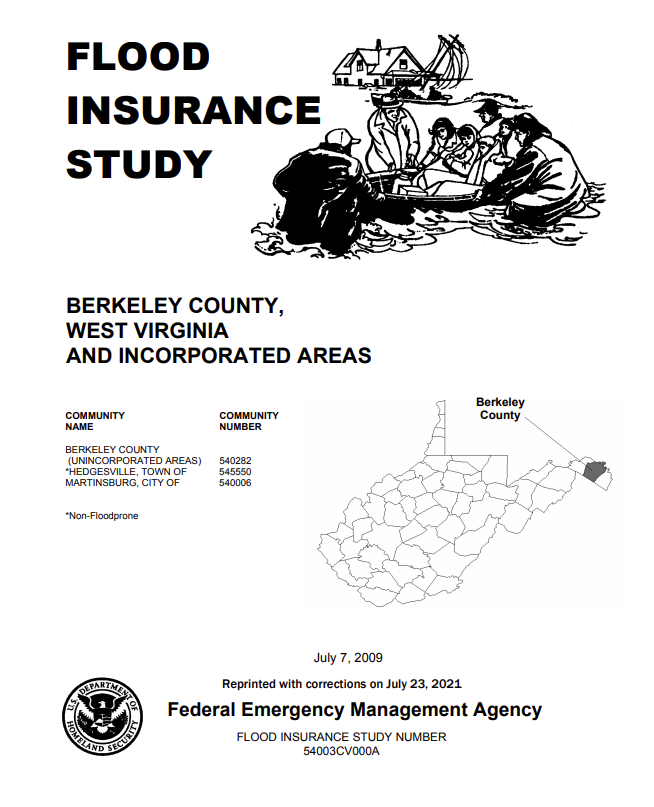 FLOOD
INSURANCE
STUDY
BERKELEY COUNTY,
WEST VIRGINIA
AND INCORPORATED AREAS
COMMUNITY NAME
COMMUNITY NUMBER
BERKELEY COUNTY
(UNINCORPORATED AREAS) 540282
*HEDGESVILLE, TOWN OF 545550
MARTINSBURG, CITY OF 540006
*Non-Floodprone
Berkeley
County
July 7, 2009
Reprinted with corrections on July 23, 2021
Federal Emergency Management Agency
FLOOD INSURANCE STUDY NUMBER
54003CV000A
U.S. DEPARTMENT OF
HOMELAND SECURITY